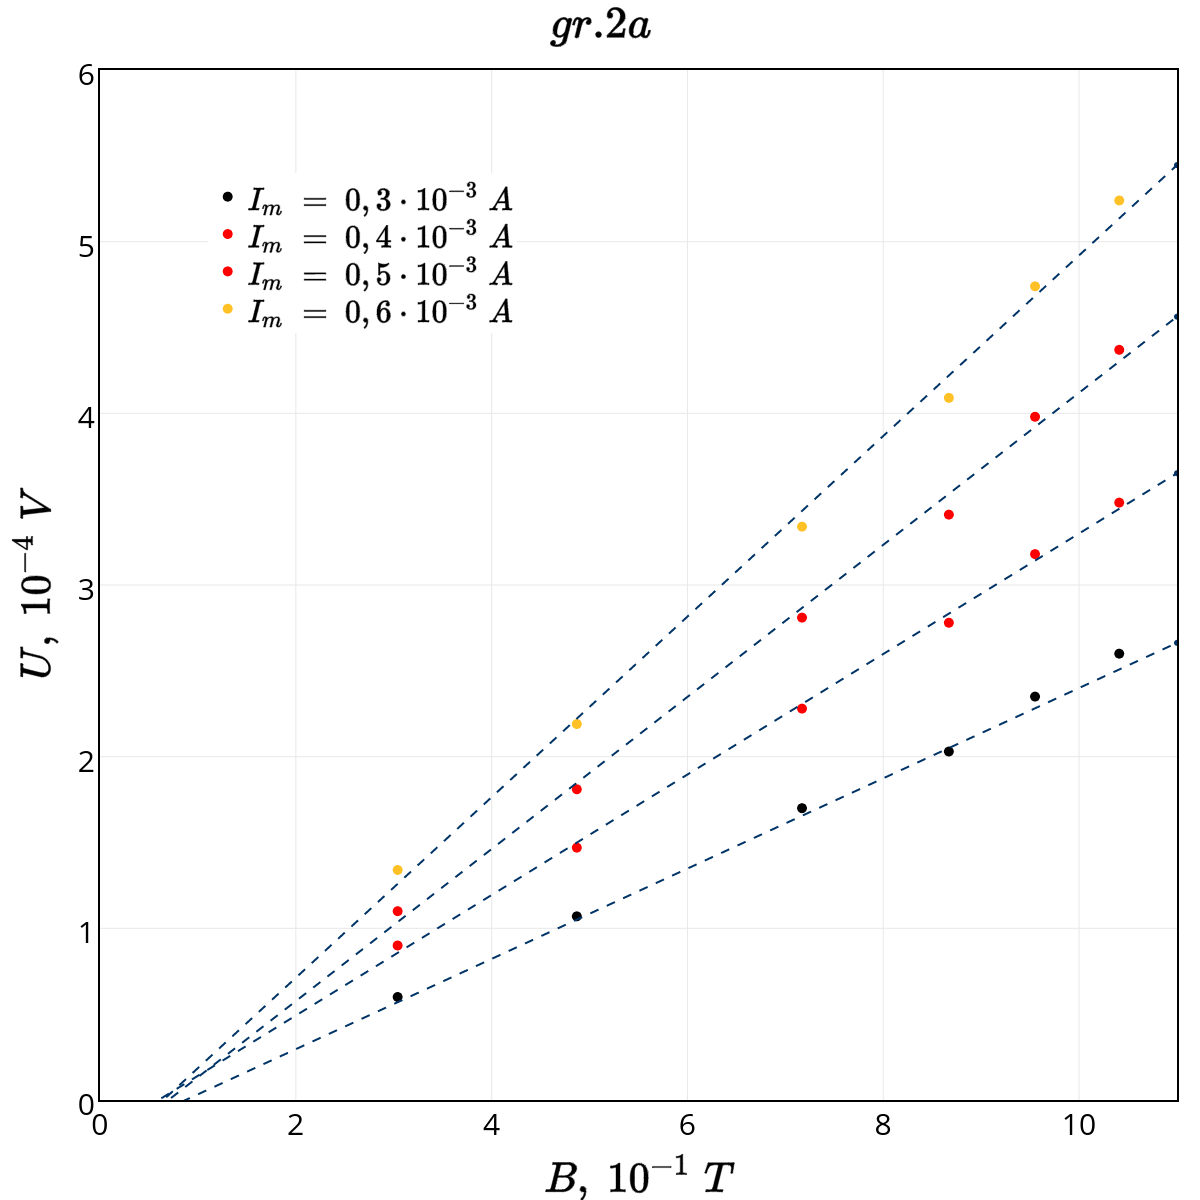 gr.2a
6
I_m = 0,3 · 10⁻³ A
I_m = 0,4 · 10⁻³ A
I_m = 0,5 · 10⁻³ A
I_m = 0,6 · 10⁻³ A
5
4
3
2
1
0
U, 10⁻⁴ V
0 2 4 6 8 10
B, 10⁻¹ T